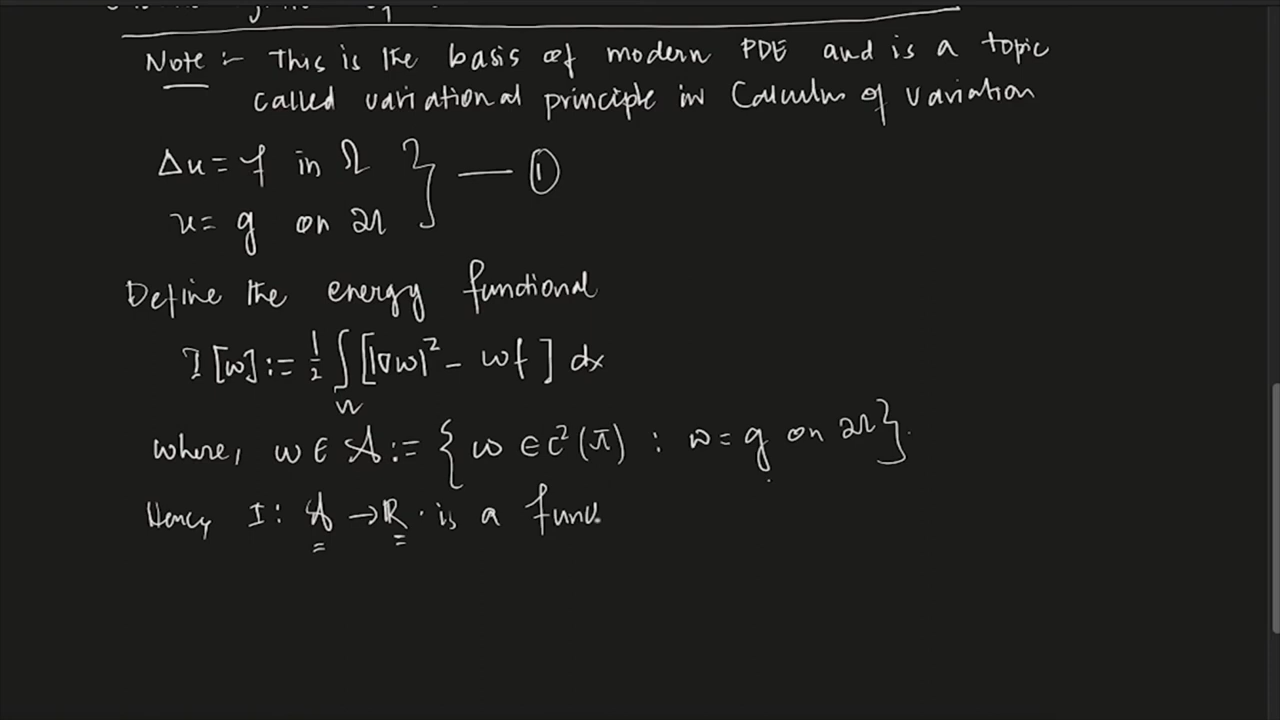 Note :- This is the basis of modern PDE and is a topic
called variational principle in Calculus of variation
Δu = f in Ω } — ①
u = g on ∂Ω
Define the energy functional
I[w] := 1/2 ∫_Ω [|∇w|² - wf] dx
where, w ∈ A := { w ∈ C²(Ω̄) : w = g on ∂Ω }.
Hence, I : A → R . is a func